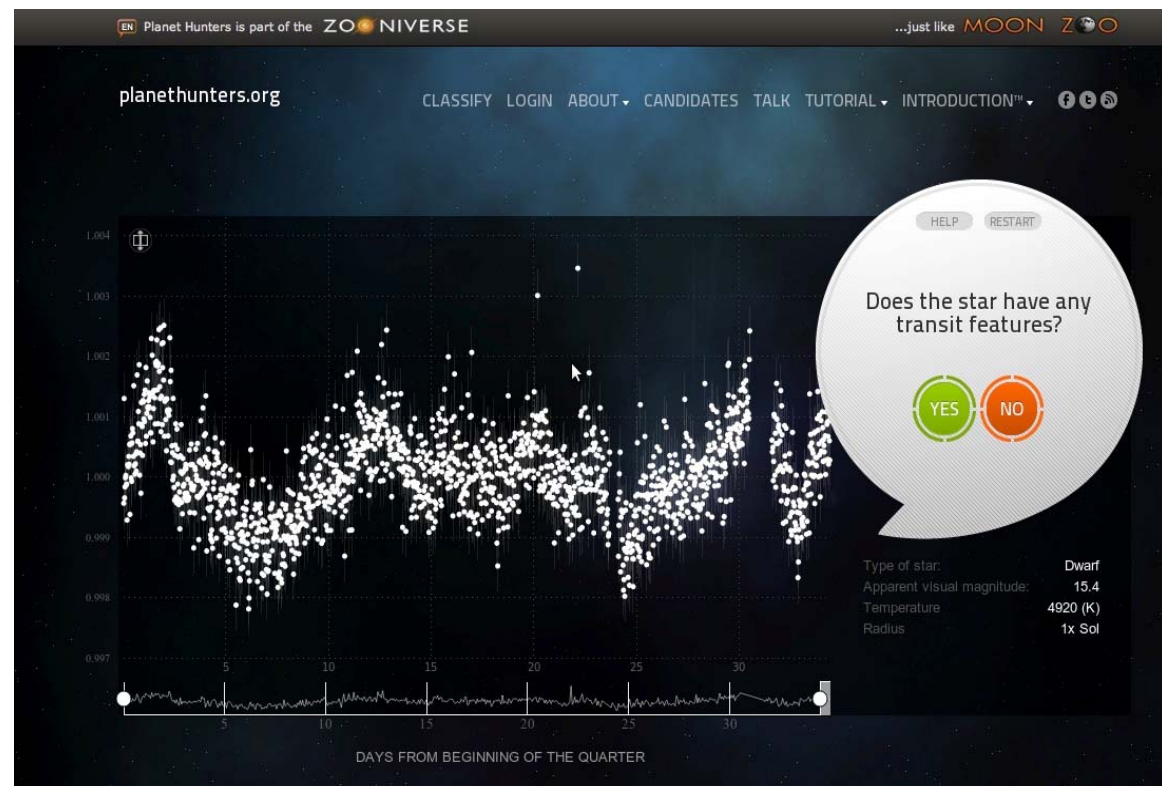 EN Planet Hunters is part of the ZOONIVERSE ...just like MOON ZOO
planethunters.org
CLASSIFY LOGIN ABOUT CANDIDATES TALK TUTORIAL INTRODUCTION™
HELP RESTART
Does the star have any
transit features?
YES NO
1.004
1.003
1.002
1.001
1.000
0.999
0.998
0.997
5 10 15 20 25 30
5 10 15 20 25 30
DAYS FROM BEGINNING OF THE QUARTER
Type of star: Dwarf
Apparent visual magnitude: 15.4
Temperature 4920 (K)
Radius 1x Sol